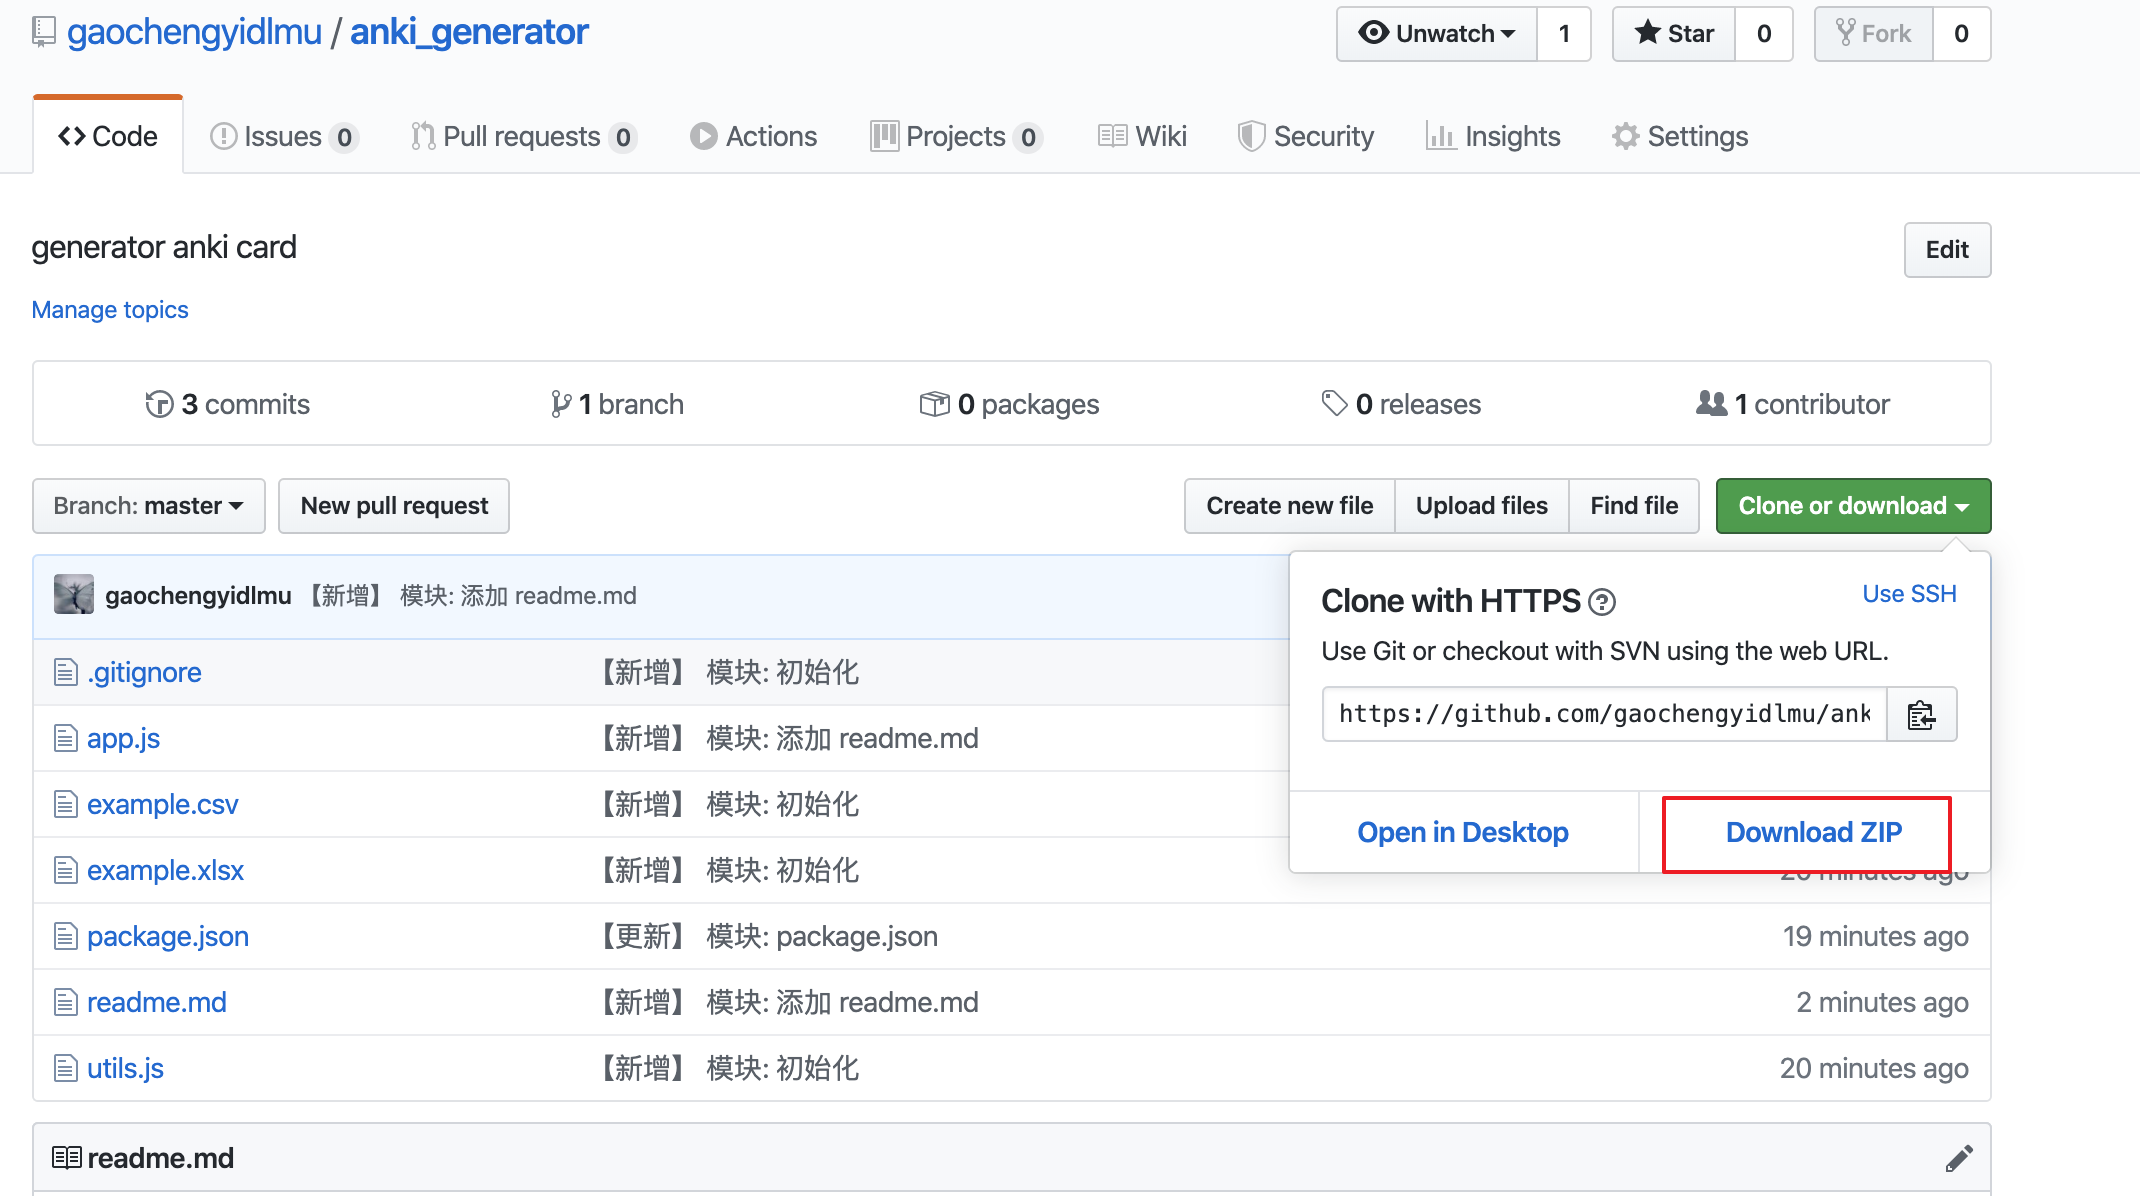 gaochengyidlmu / anki_generator
Unwatch 1 Star 0 Fork 0
Code Issues 0 Pull requests 0 Actions Projects 0 Wiki Security Insights Settings
generator anki card
Edit
Manage topics
3 commits 1 branch 0 packages 0 releases 1 contributor
Branch: master New pull request Create new file Upload files Find file Clone or download
gaochengyidlmu 【新增】 模块: 添加 readme.md
Clone with HTTPS ?
Use SSH
Use Git or checkout with SVN using the web URL.
https://github.com/gaochengyidlmu/ank
Open in Desktop Download ZIP
.gitignore 【新增】 模块: 初始化
app.js 【新增】 模块: 添加 readme.md
example.csv 【新增】 模块: 初始化
example.xlsx 【新增】 模块: 初始化 20 minutes ago
package.json 【更新】 模块: package.json 19 minutes ago
readme.md 【新增】 模块: 添加 readme.md 2 minutes ago
utils.js 【新增】 模块: 初始化 20 minutes ago
readme.md